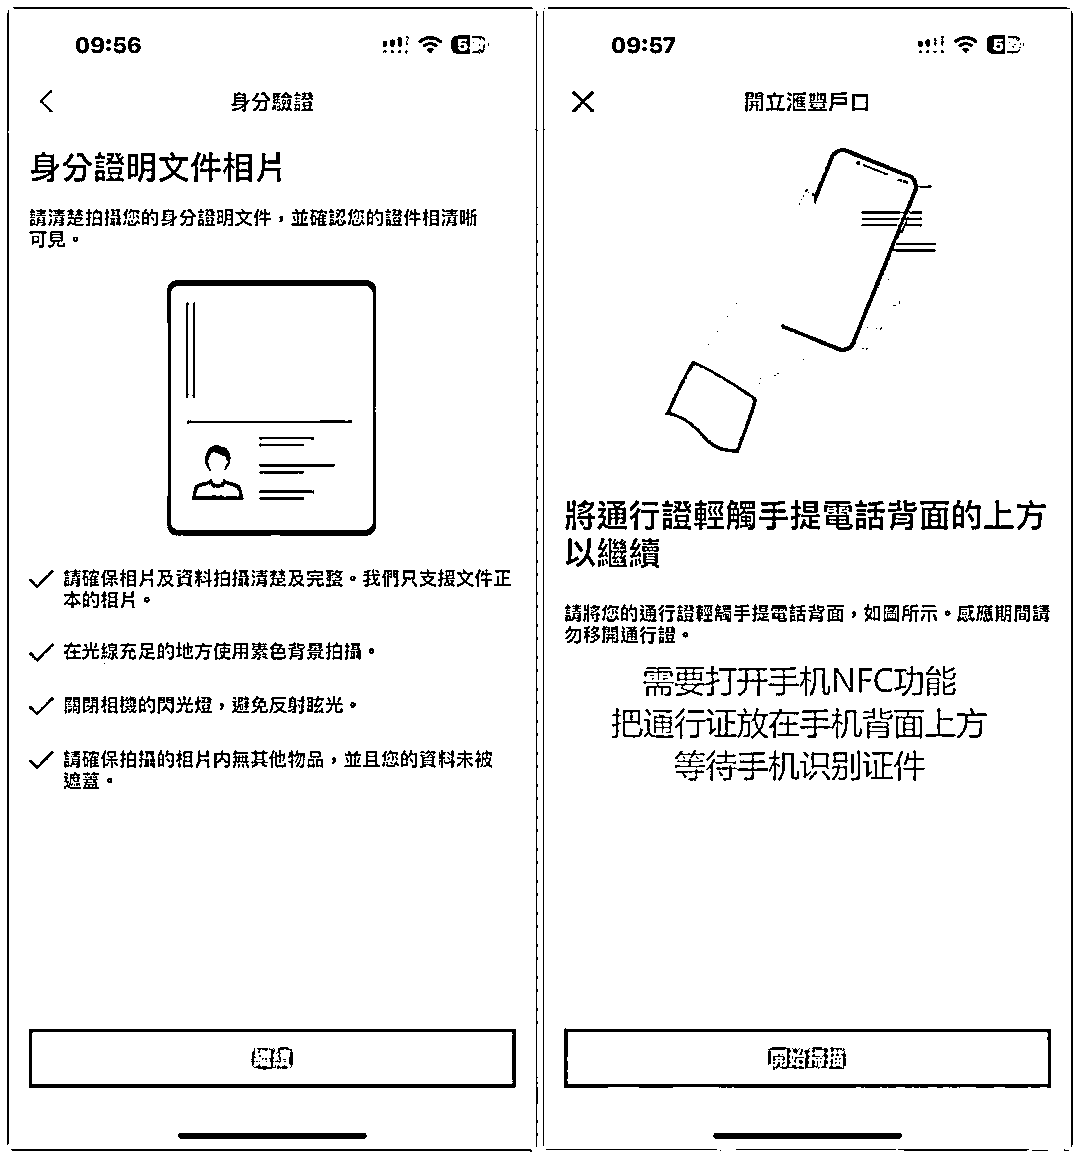 09:56
身分驗證
身分證明文件相片
請清楚拍攝您的身分證明文件，並確認您的證件相清晰
可見。
請確保相片及資料拍攝清楚及完整。我們只支援文件正
本的相片。
在光線充足的地方使用素色背景拍攝。
關閉相機的閃光燈，避免反射眩光。
請確保拍攝的相片內無其他物品，並且您的資料未被
遮蓋。
繼續
09:57
開立滙豐戶口
將通行證輕觸手提電話背面的上方
以繼續
請將您的通行證輕觸手提電話背面，如圖所示。感應期間請
勿移開通行證。
需要打开手机NFC功能
把通行证放在手机背面上方
等待手机识别证件
開始掃描